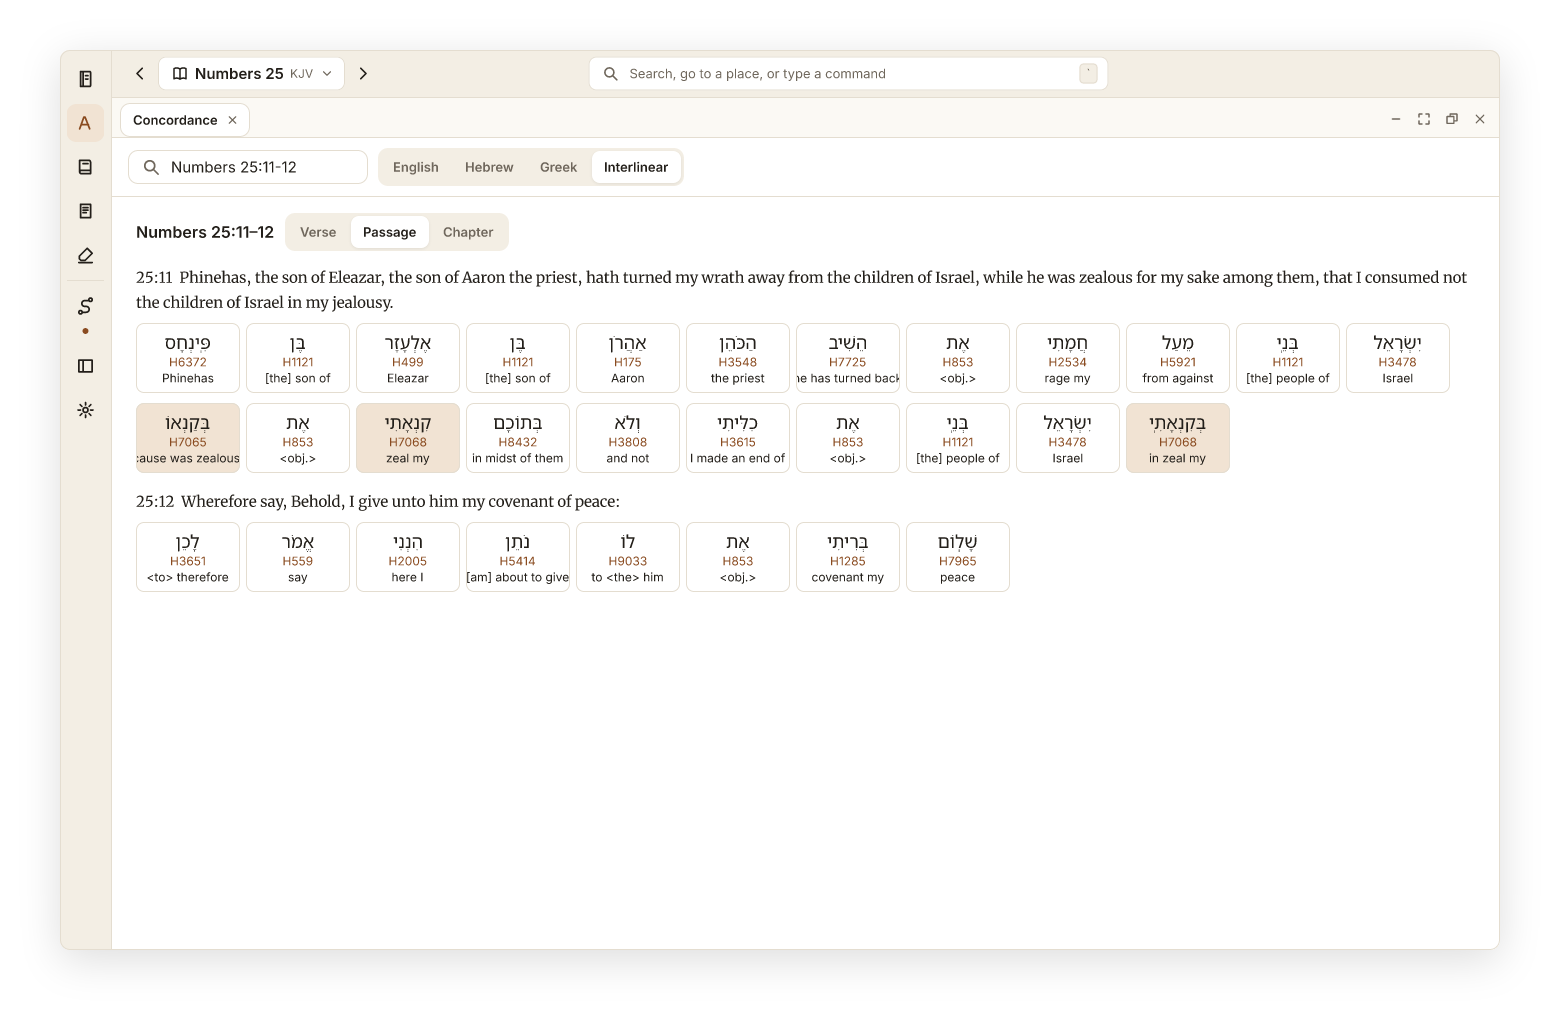 Numbers 25 KJV
Search, go to a place, or type a command
Concordance
Numbers 25:11-12
English Hebrew Greek Interlinear
Numbers 25:11–12 Verse Passage Chapter
25:11 Phinehas, the son of Eleazar, the son of Aaron the priest, hath turned my wrath away from the children of Israel, while he was zealous for my sake among them, that I consumed not
the children of Israel in my jealousy.
פִּֽינְחָס בֶּן אֶלְעָזָר בֶּן אַהֲרֹן הַכֹּהֵן הֵשִׁיב אֶת חֲמָתִי מֵעַל בְּנֵֽי יִשְׂרָאֵל
H6372 H1121 H499 H1121 H175 H3548 H7725 H853 H2534 H5921 H1121 H3478
Phinehas [the] son of Eleazar [the] son of Aaron the priest he has turned back <obj.> rage my from against [the] people of Israel
בְּקַנְאוֹ אֶת קִנְאָתִי בְּתוֹכָם וְלֹא כִלִּיתִי אֶת בְּנֵֽי יִשְׂרָאֵל בְּקִנְאָתִֽי
H7065 H853 H7068 H8432 H3808 H3615 H853 H1121 H3478 H7068
cause was zealous <obj.> zeal my in midst of them and not I made an end of <obj.> [the] people of Israel in zeal my
25:12 Wherefore say, Behold, I give unto him my covenant of peace:
לָכֵן אֱמֹר הִנְנִי נֹתֵן לוֹ אֶת בְּרִיתִי שָׁלֽוֹם
H3651 H559 H2005 H5414 H9033 H853 H1285 H7965
<to> therefore say here I [am] about to give to <the> him <obj.> covenant my peace